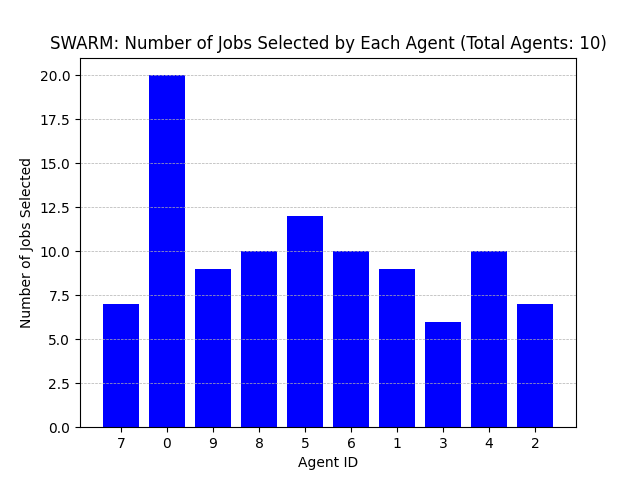 SWARM: Number of Jobs Selected by Each Agent (Total Agents: 10)
20.0
17.5
15.0
12.5
10.0
7.5
5.0
2.5
0.0
Number of Jobs Selected
7 0 9 8 5 6 1 3 4 2
Agent ID